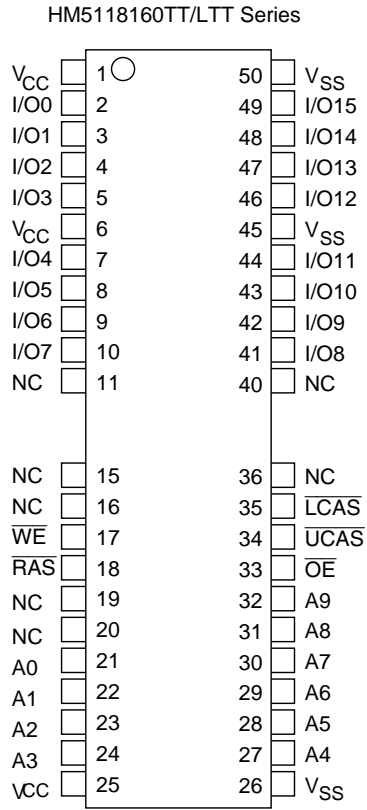 HM5118160TT/LTT Series
VCC 1 50 VSS
I/O0 2 49 I/O15
I/O1 3 48 I/O14
I/O2 4 47 I/O13
I/O3 5 46 I/O12
VCC 6 45 VSS
I/O4 7 44 I/O11
I/O5 8 43 I/O10
I/O6 9 42 I/O9
I/O7 10 41 I/O8
NC 11 40 NC
NC 15 36 NC
NC 16 35 LCAS
WE 17 34 UCAS
RAS 18 33 OE
NC 19 32 A9
NC 20 31 A8
A0 21 30 A7
A1 22 29 A6
A2 23 28 A5
A3 24 27 A4
VCC 25 26 VSS